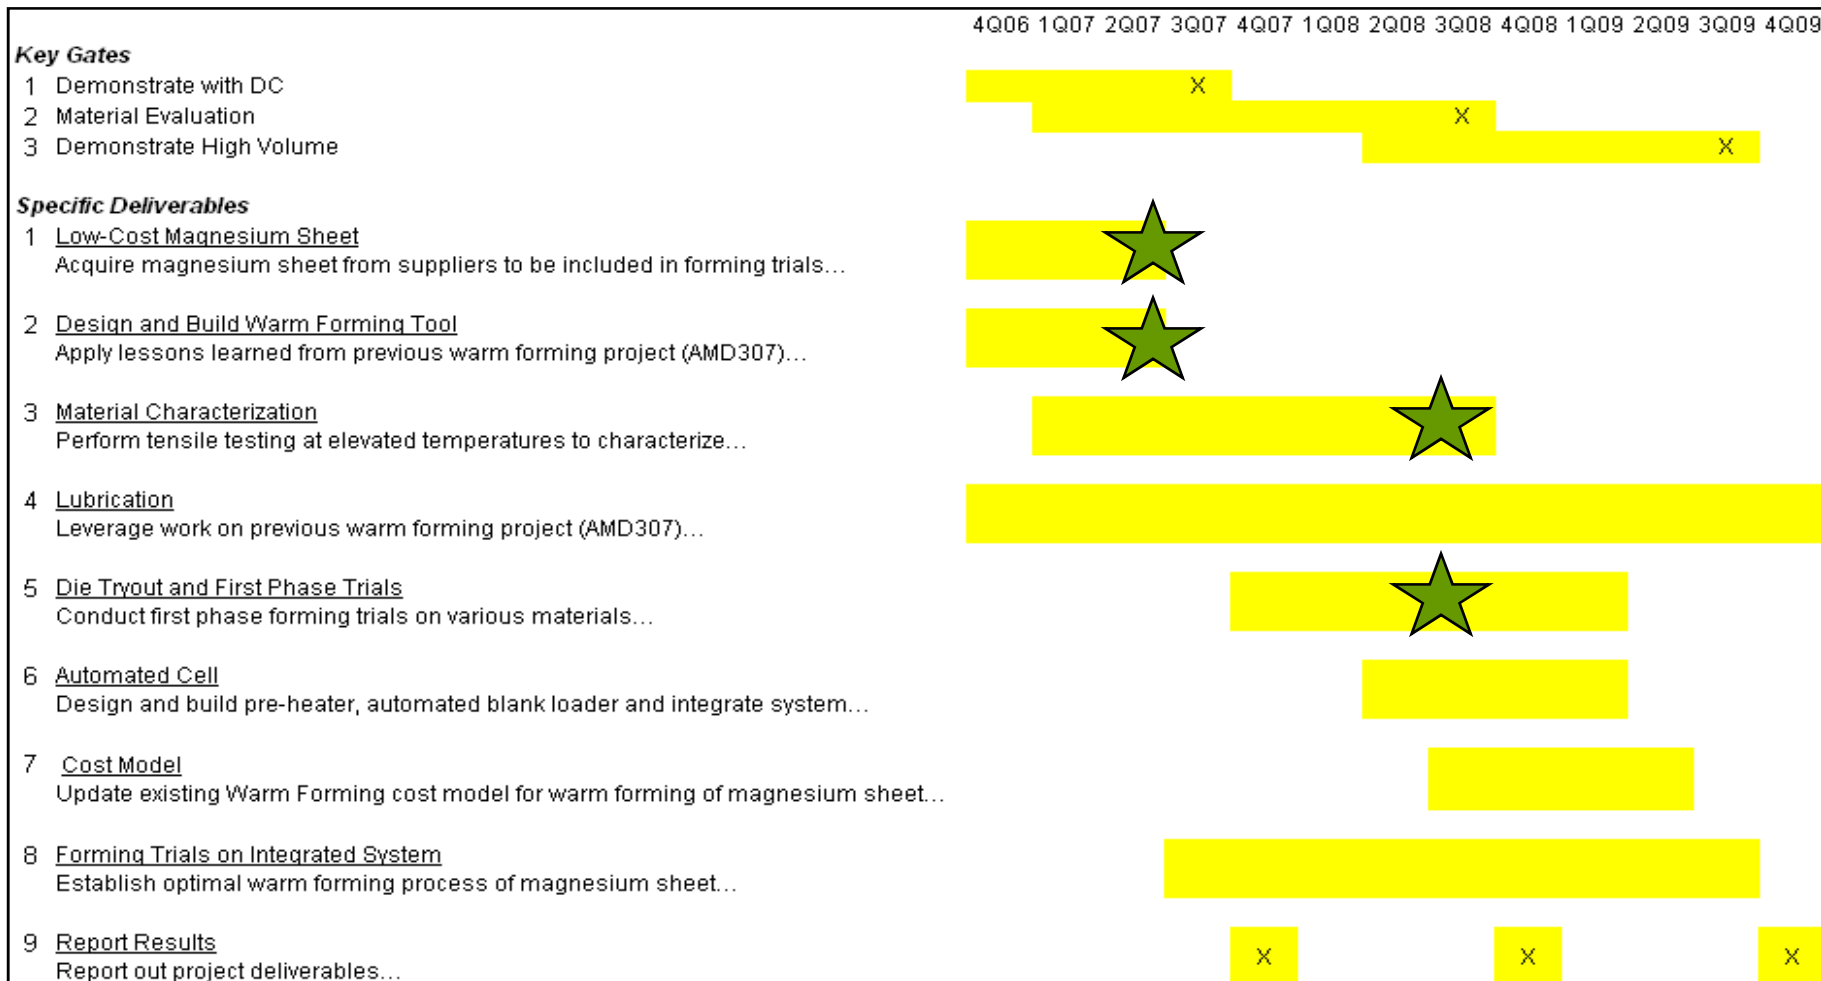 4Q06 1Q07 2Q07 3Q07 4Q07 1Q08 2Q08 3Q08 4Q08 1Q09 2Q09 3Q09 4Q09
Key Gates
1 Demonstrate with DC X
2 Material Evaluation X
3 Demonstrate High Volume X
Specific Deliverables
1 Low-Cost Magnesium Sheet
Acquire magnesium sheet from suppliers to be included in forming trials...
2 Design and Build Warm Forming Tool
Apply lessons learned from previous warm forming project (AMD307)...
3 Material Characterization
Perform tensile testing at elevated temperatures to characterize...
4 Lubrication
Leverage work on previous warm forming project (AMD307)...
5 Die Tryout and First Phase Trials
Conduct first phase forming trials on various materials...
6 Automated Cell
Design and build pre-heater, automated blank loader and integrate system...
7 Cost Model
Update existing Warm Forming cost model for warm forming of magnesium sheet...
8 Forming Trials on Integrated System
Establish optimal warm forming process of magnesium sheet...
9 Report Results X X X
Report out project deliverables...